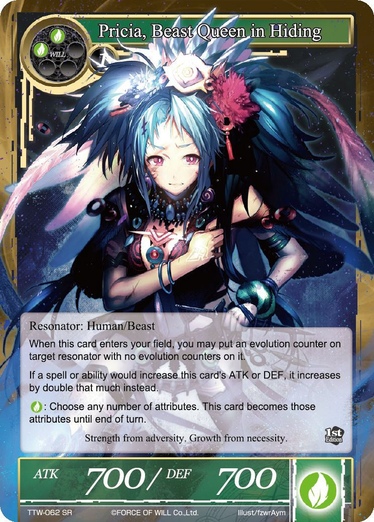 Pricia, Beast Queen in Hiding
WILL
Resonator: Human/Beast
When this card enters your field, you may put an evolution counter on
target resonator with no evolution counters on it.
If a spell or ability would increase this card's ATK or DEF, it increases
by double that much instead.
: Choose any number of attributes. This card becomes those
attributes until end of turn.
1st
Edition
Strength from adversity. Growth from necessity.
ATK 700/ DEF 700
TTW-062 SR ©FORCE OF WILL Co.,Ltd. Illust/fzwrAym